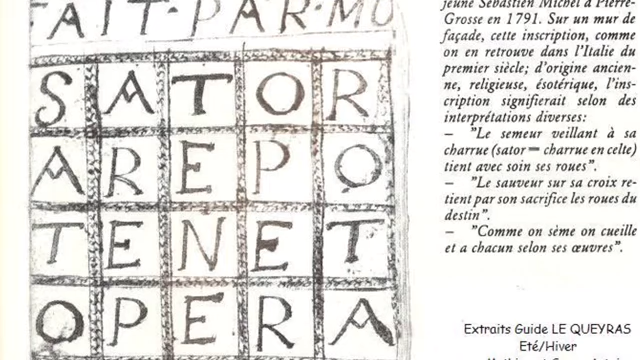 FAIT·PAR·MO
SATOR
AREPO
TENET
OPERA
jeune Sébastien Michel à Pierre-
Grosse en 1791. Sur un mur de
façade, cette inscription, comme
on en retrouve dans l'Italie du
premier siècle; d'origine ancien-
ne, religieuse, ésotérique, l'ins-
cription signifierait selon des
interprétations diverses:
– "Le semeur veillant à sa
charrue (sator = charrue en celte)
tient avec soin ses roues".
– "Le sauveur sur sa croix re-
tient par son sacrifice les roues du
destin".
– "Comme on sème on cueille
et a chacun selon ses œuvres".
Extraits Guide LE QUEYRAS
Eté/Hiver